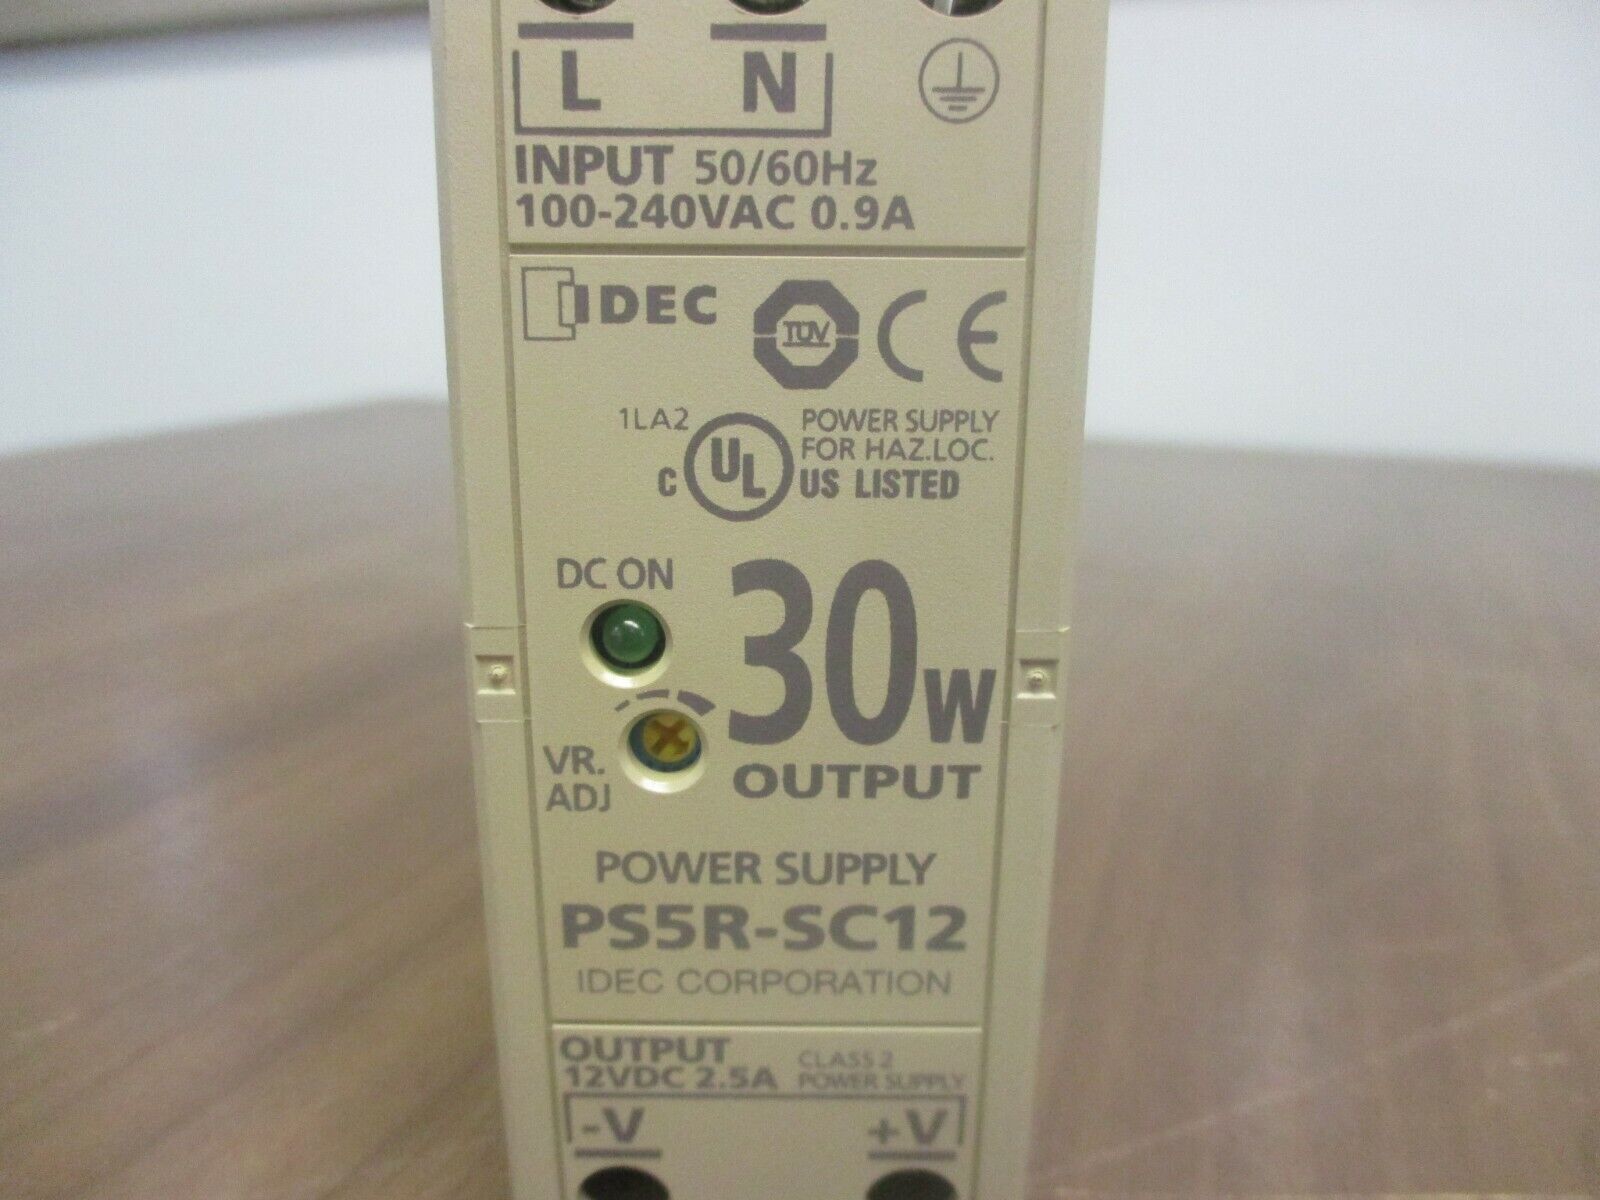 L N
INPUT 50/60Hz
100-240VAC 0.9A
IDEC TÜV CE
1LA2
POWER SUPPLY
FOR HAZ.LOC.
C UL US LISTED
DC ON
30W
OUTPUT
VR.
ADJ
POWER SUPPLY
PS5R-SC12
IDEC CORPORATION
OUTPUT
12VDC 2.5A
CLASS 2
POWER SUPPLY
-V +V